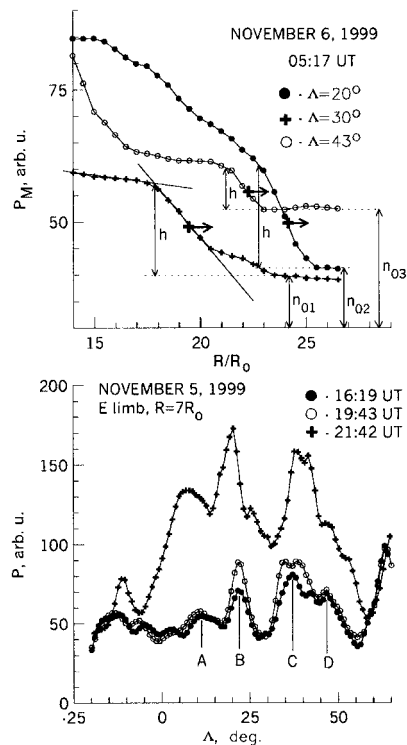 NOVEMBER 6, 1999
05:17 UT
● · Λ=20°
+ · Λ=30°
○ · Λ=43°
P_M, arb. u.
75
50
h
h
h
n_01
n_02
n_03
15 20 25
R/R_o
NOVEMBER 5, 1999
E limb, R=7R_o
● · 16:19 UT
○ · 19:43 UT
+ · 21:42 UT
P, arb. u.
200
150
100
50
0
A B C D
-25 0 25 50
Λ, deg.